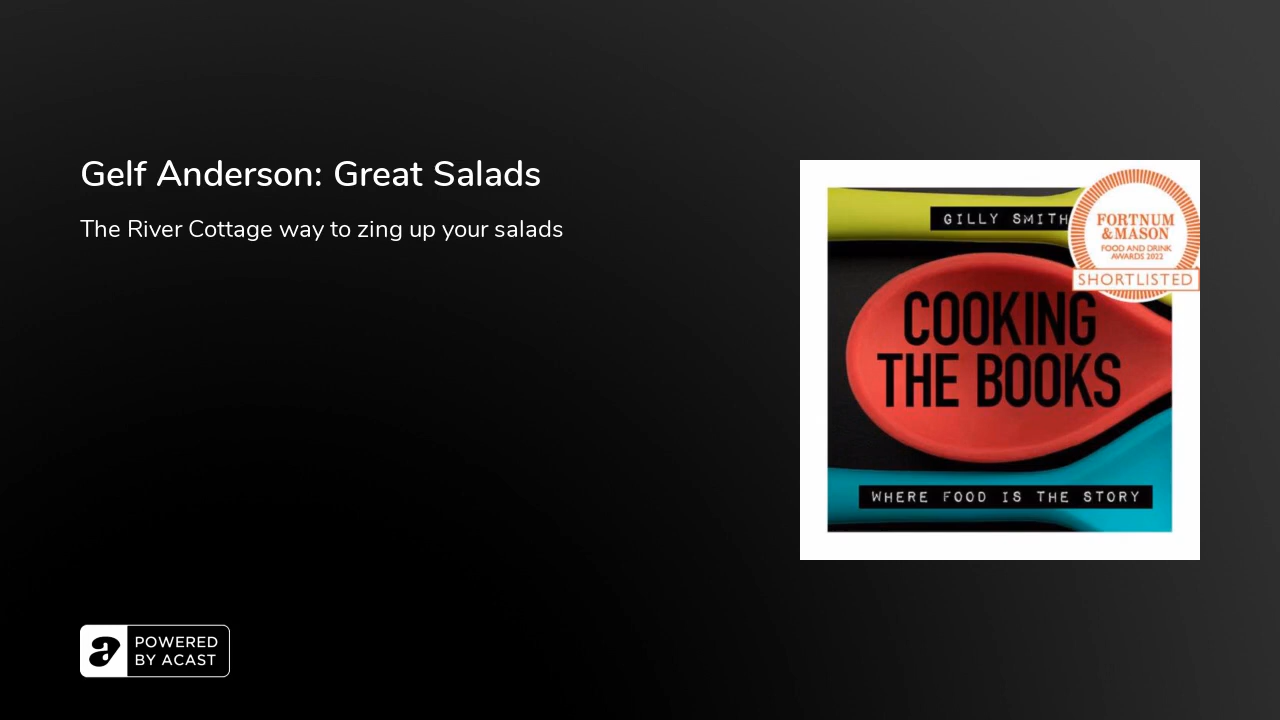 Gelf Anderson: Great Salads
The River Cottage way to zing up your salads
GILLY SMITH
FORTNUM
&MASON
FOOD AND DRINK
AWARDS 2022
SHORTLISTED
COOKING
THE BOOKS
WHERE FOOD IS THE STORY
a
POWERED
BY ACAST